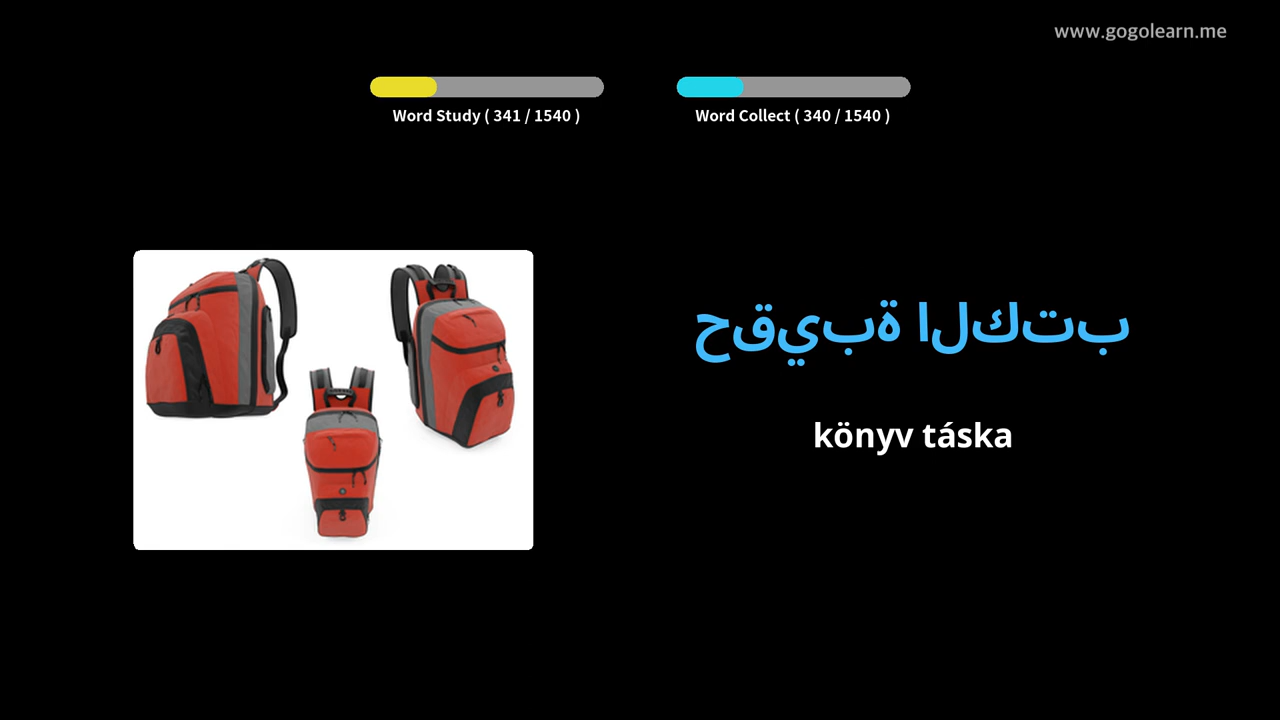 www.gogolearn.me
Word Study ( 341 / 1540 )
Word Collect ( 340 / 1540 )
حقيبة الكتب
könyv táska